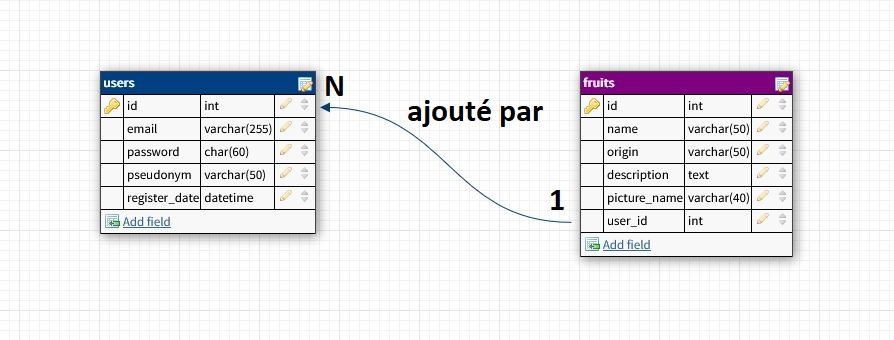 users
id int
email varchar(255)
password char(60)
pseudonym varchar(50)
register_date datetime
Add field
N
ajouté par
1
fruits
id int
name varchar(50)
origin varchar(50)
description text
picture_name varchar(40)
user_id int
Add field